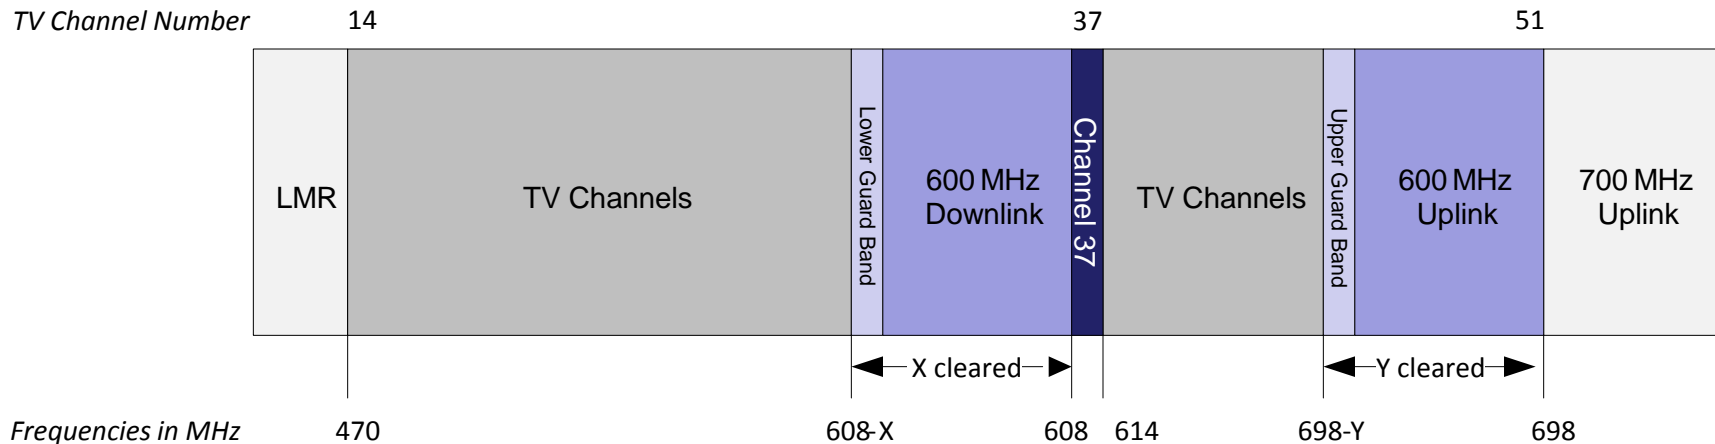 TV Channel Number 14 37 51
LMR
TV Channels
Lower Guard Band
600 MHz
Downlink
Channel 37
TV Channels
Upper Guard Band
600 MHz
Uplink
700 MHz
Uplink
X cleared
Y cleared
Frequencies in MHz 470 608-X 608 614 698-Y 698